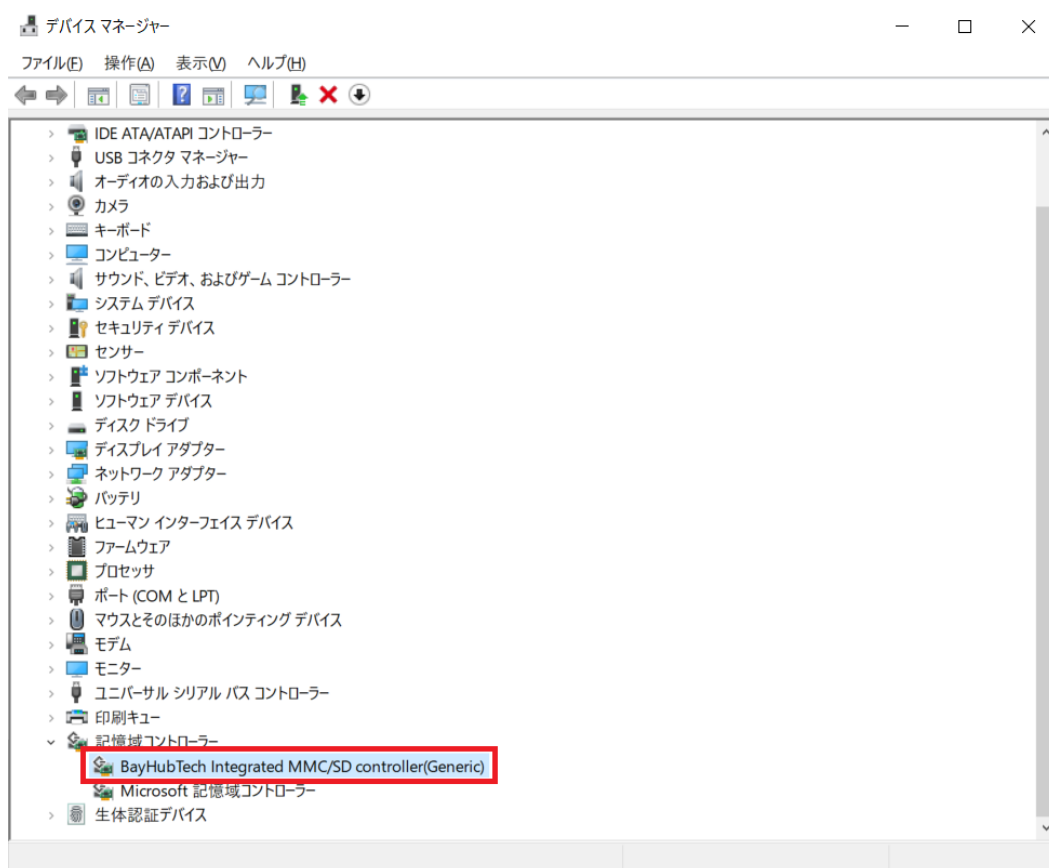 デバイス マネージャー
ファイル(F) 操作(A) 表示(V) ヘルプ(H)
IDE ATA/ATAPI コントローラー
USB コネクタ マネージャー
オーディオの入力および出力
カメラ
キーボード
コンピューター
サウンド、ビデオ、およびゲーム コントローラー
システム デバイス
セキュリティ デバイス
センサー
ソフトウェア コンポーネント
ソフトウェア デバイス
ディスク ドライブ
ディスプレイ アダプター
ネットワーク アダプター
バッテリ
ヒューマン インターフェイス デバイス
ファームウェア
プロセッサ
ポート (COM と LPT)
マウスとそのほかのポインティング デバイス
モデム
モニター
ユニバーサル シリアル バス コントローラー
印刷キュー
記憶域コントローラー
BayHubTech Integrated MMC/SD controller(Generic)
Microsoft 記憶域コントローラー
生体認証デバイス